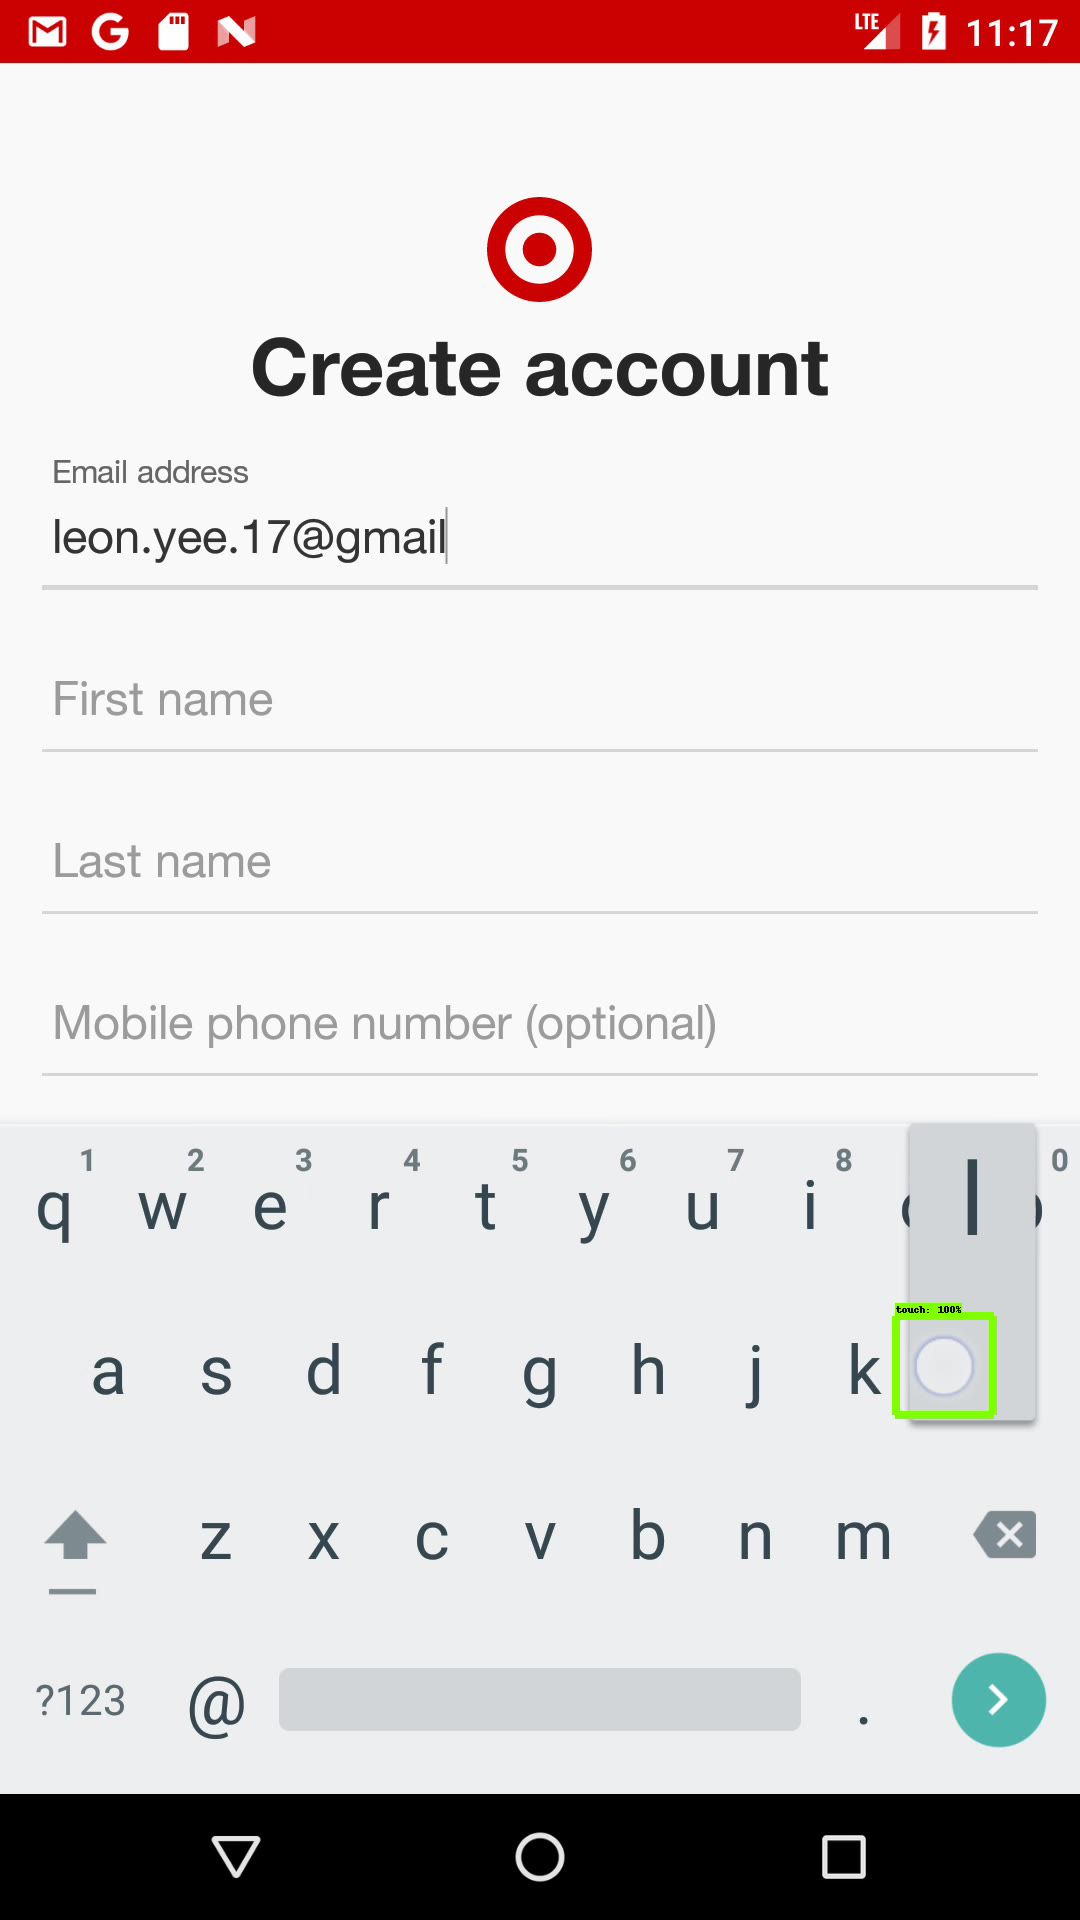 LTE 11:17
Create account
Email address
leon.yee.17@gmail
First name
Last name
Mobile phone number (optional)
1 2 3 4 5 6 7 8 0
q w e r t y u i l
touch: 100%
a s d f g h j k
z x c v b n m
?123 @ .